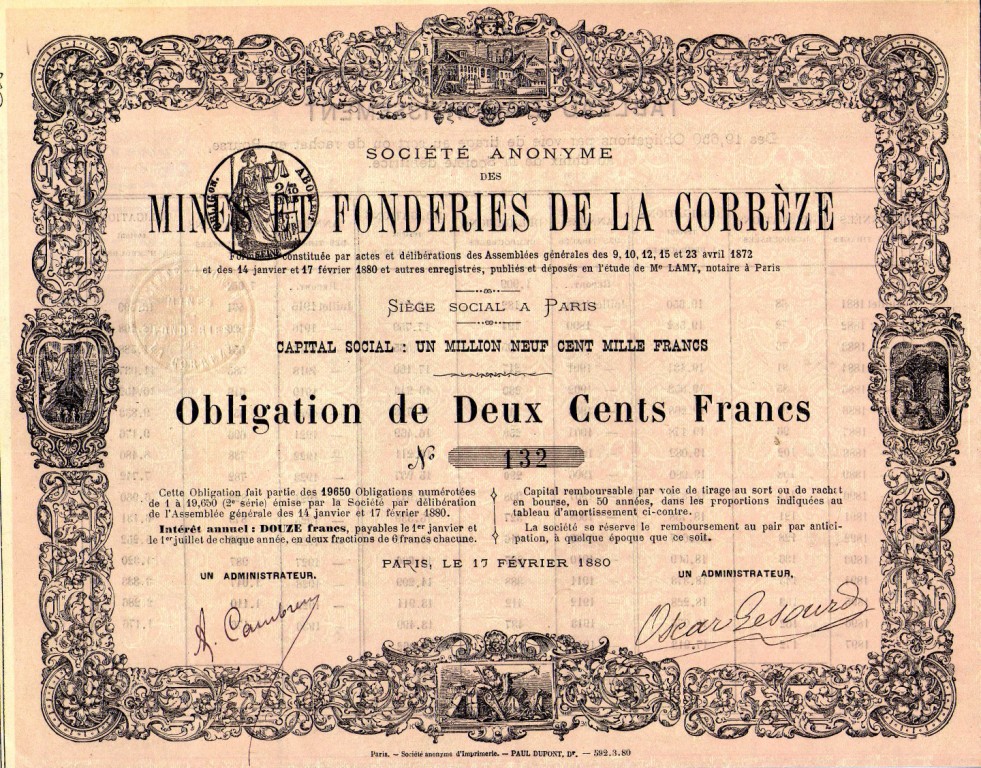 SOCIÉTÉ ANONYME
DES
MINES ET FONDERIES DE LA CORRÈZE
constituée par actes et délibérations des Assemblées générales des 9, 10, 12, 15 et 23 avril 1872
et des 14 janvier et 17 février 1880 et autres enregistrés, publiés et déposés en l'étude de Me LAMY, notaire à Paris
SIÈGE SOCIAL A PARIS
CAPITAL SOCIAL : UN MILLION NEUF CENT MILLE FRANCS
Obligation de Deux Cents Francs
No 132
Cette Obligation fait partie des 19650 Obligations numérotées
de 1 à 19,650 (2e série) émise par la Société par délibération
de l'Assemblée générale des 14 janvier et 17 février 1880.
Intérêt annuel : DOUZE francs, payables le 1er janvier et
le 1er juillet de chaque année, en deux fractions de 6 francs chacune.
Capital remboursable par voie de tirage au sort ou de rachat
en bourse, en 50 années, dans les proportions indiquées au
tableau d'amortissement ci-contre.
La société se réserve le remboursement au pair par antici-
pation, à quelque époque que ce soit.
PARIS, LE 17 FÉVRIER 1880
UN ADMINISTRATEUR.
UN ADMINISTRATEUR.
Paris. — Société anonyme d'Imprimerie. — PAUL DUPONT, Dr. — 592.3.80